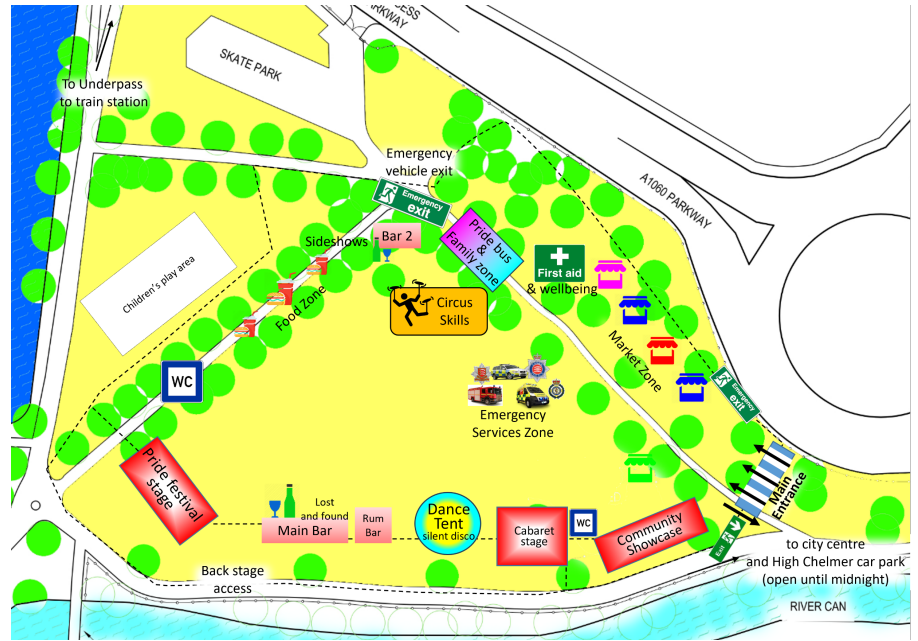 CESS
PARKWAY
SKATE PARK
To Underpass
to train station
Emergency
vehicle exit
Emergency
exit
A1060 PARKWAY
Sideshows
Bar 2
Pride bus
&
Family zone
First aid
& wellbeing
Children's play area
Food Zone
Circus
Skills
Market Zone
WC
Emergency
Services Zone
Emergency
exit
Pride festival
stage
Main
Entrance
Lost
and found
Main Bar
Rum
Bar
Dance
Tent
silent disco
Cabaret
stage
WC
Community
Showcase
Exit
to city centre
and High Chelmer car park
(open until midnight)
Back stage
access
RIVER CAN